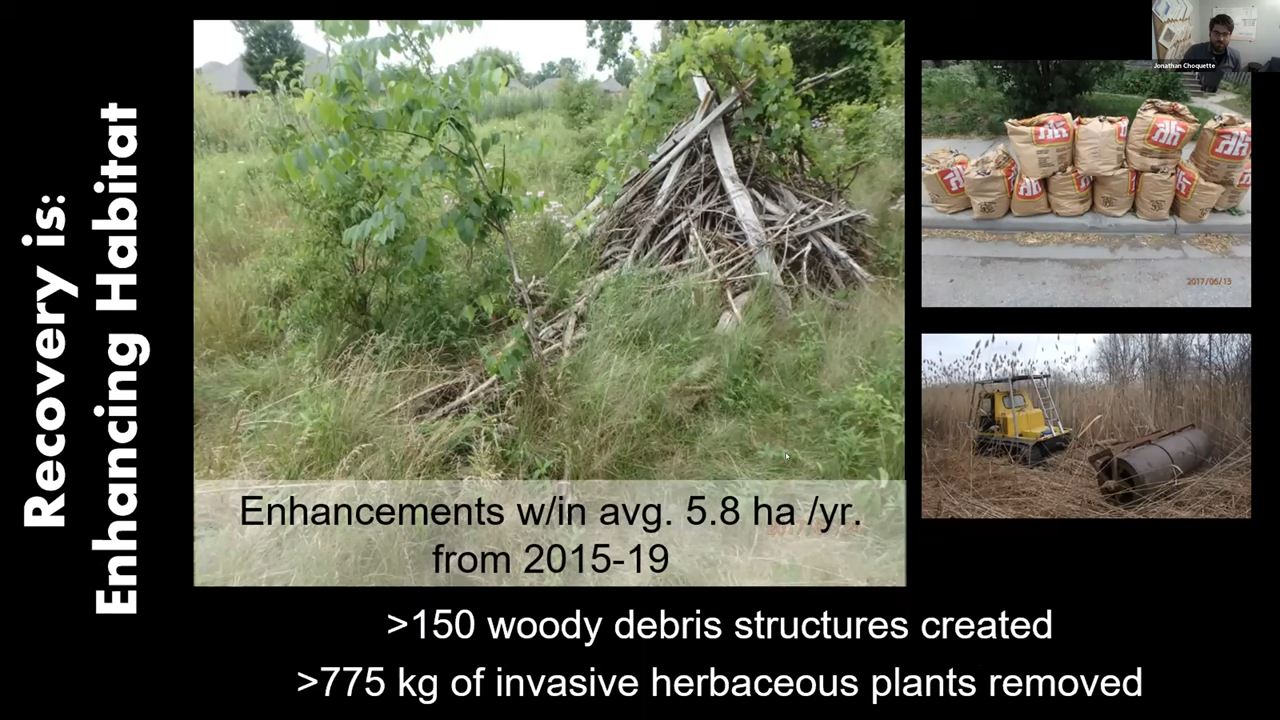 Recovery is:
Enhancing Habitat
Enhancements w/in avg. 5.8 ha /yr.
from 2015-19
>150 woody debris structures created
>775 kg of invasive herbaceous plants removed
Jonathan Choquette
2017/06/13